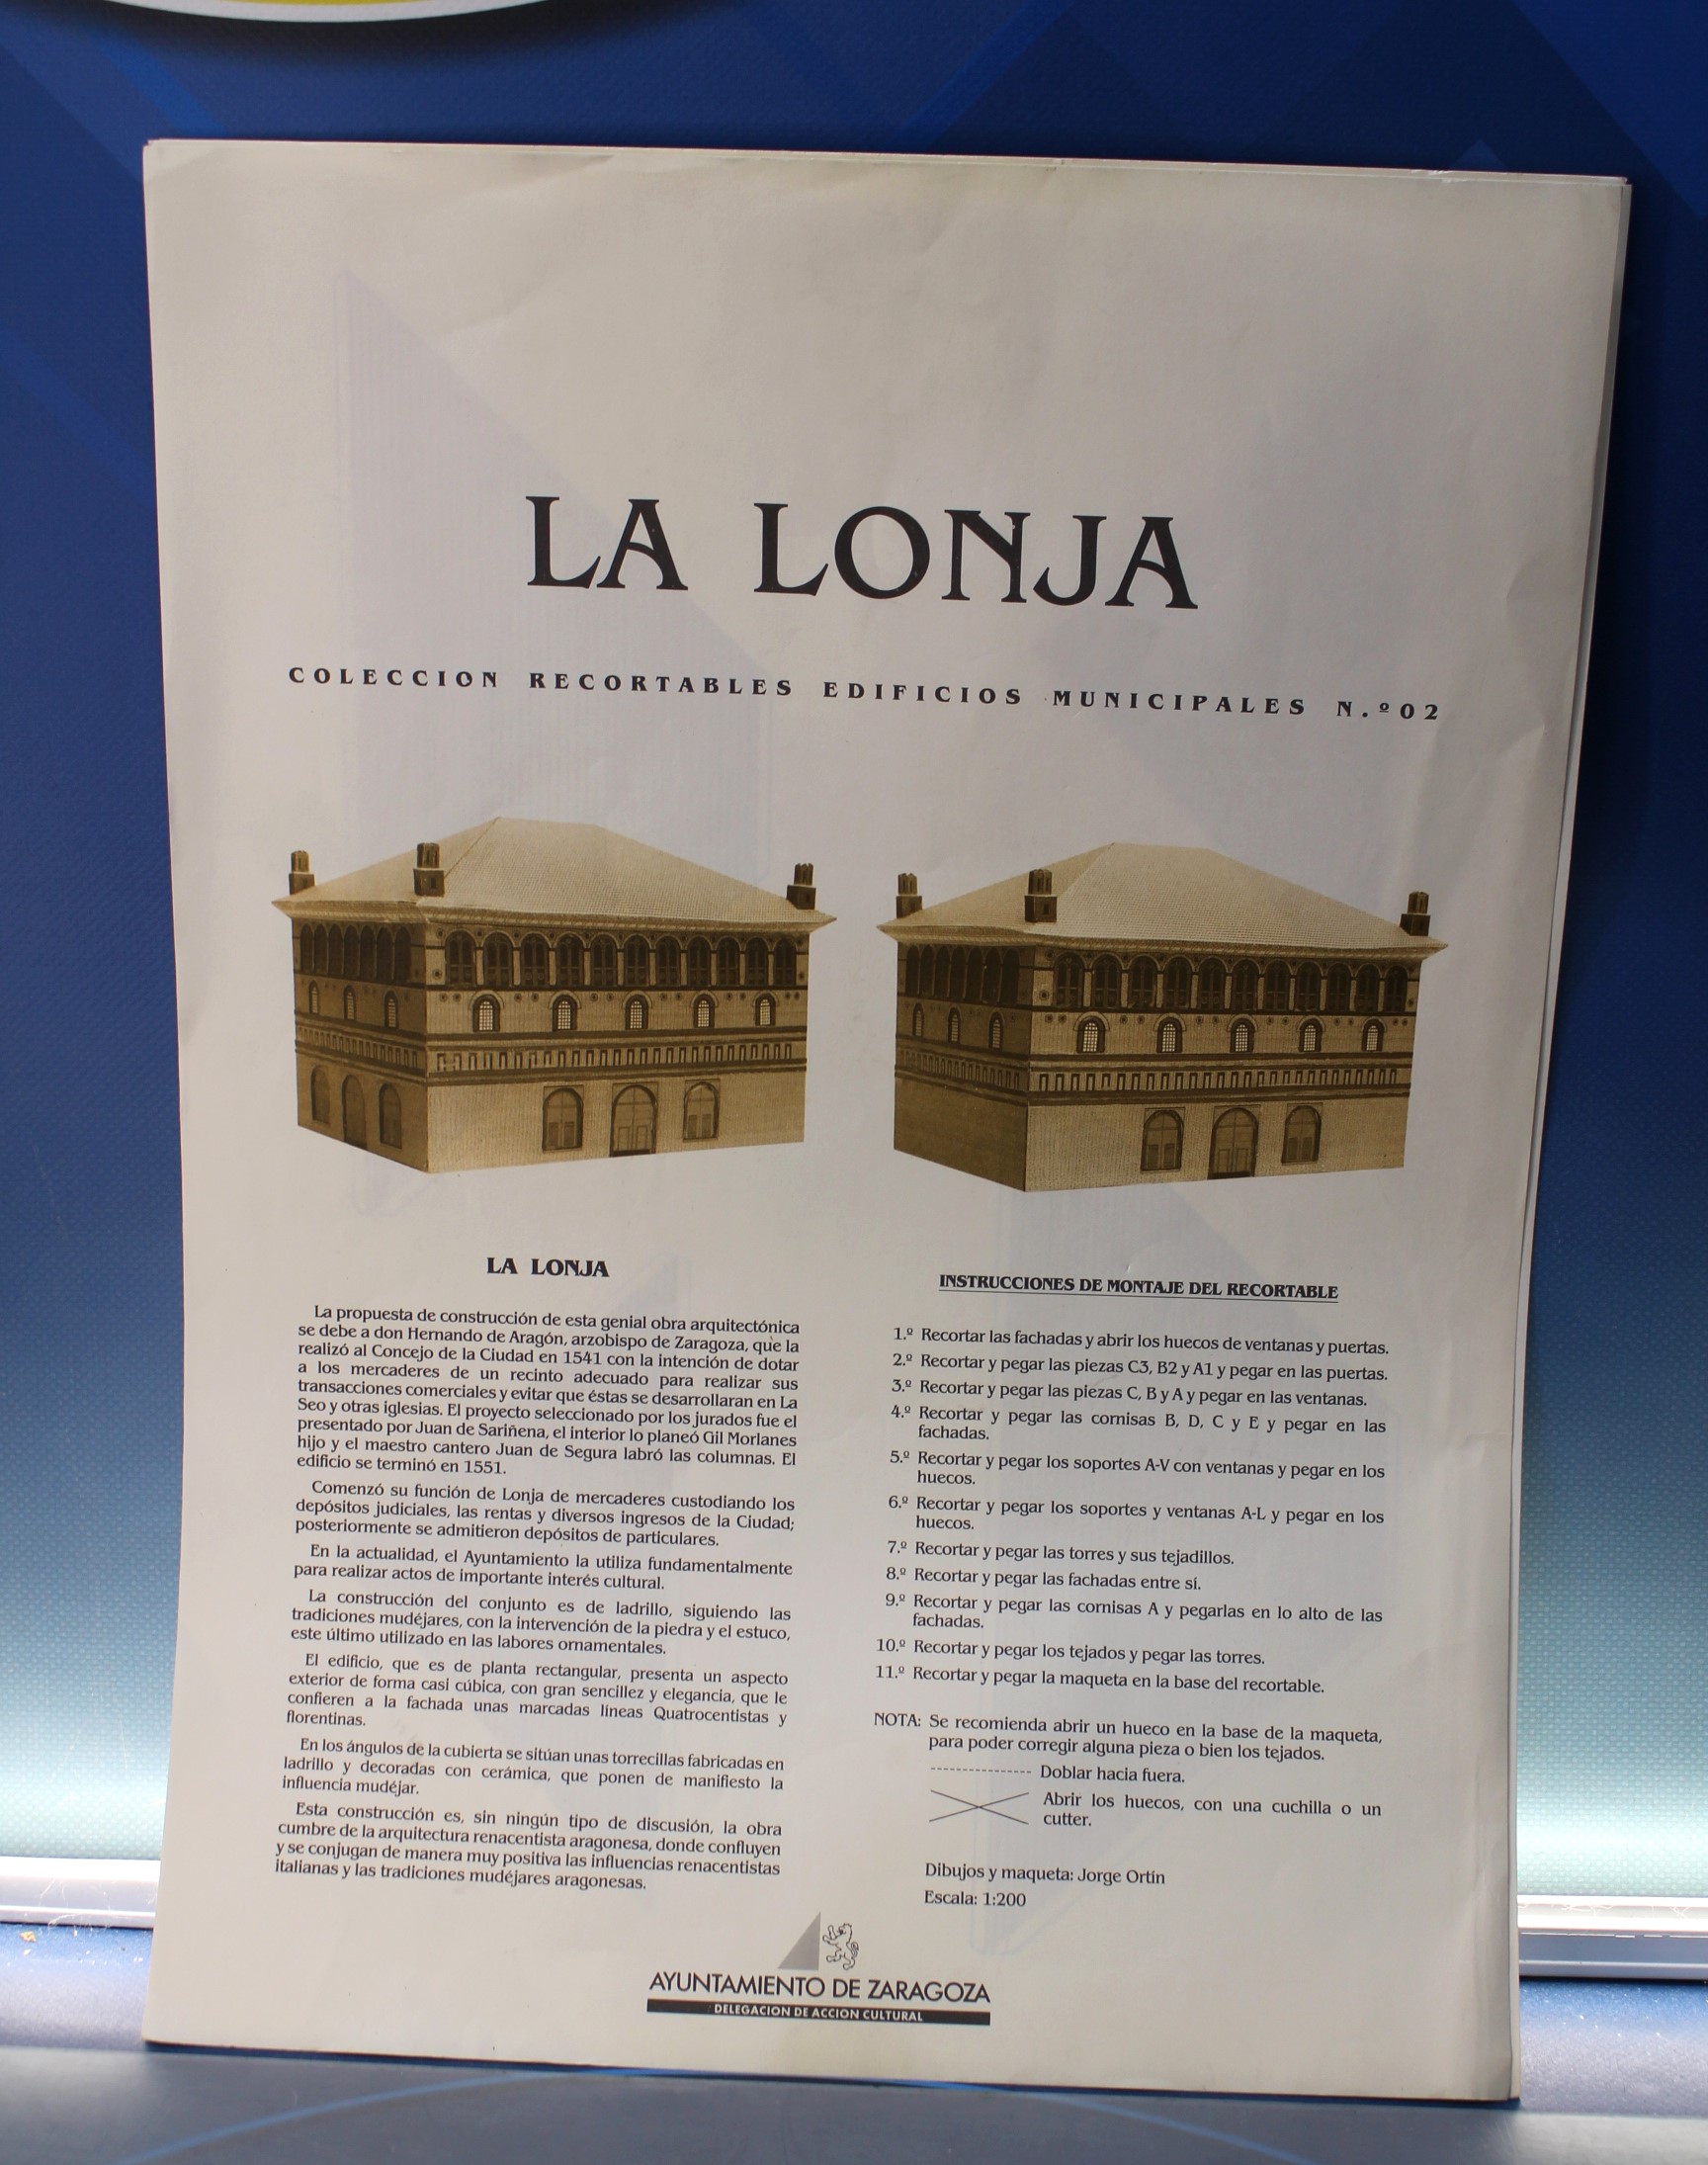 LA LONJA
COLECCION RECORTABLES EDIFICIOS MUNICIPALES N.º 02
LA LONJA
La propuesta de construcción de esta genial obra arquitectónica
se debe a don Hernando de Aragón, arzobispo de Zaragoza, que la
realizó al Concejo de la Ciudad en 1541 con la intención de dotar
a los mercaderes de un recinto adecuado para realizar sus
transacciones comerciales y evitar que éstas se desarrollaran en La
Seo y otras iglesias. El proyecto seleccionado por los jurados fue el
presentado por Juan de Sariñena, el interior lo planeó Gil Morlanes
hijo y el maestro cantero Juan de Segura labró las columnas. El
edificio se terminó en 1551.
Comenzó su función de Lonja de mercaderes custodiando los
depósitos judiciales, las rentas y diversos ingresos de la Ciudad;
posteriormente se admitieron depósitos de particulares.
En la actualidad, el Ayuntamiento la utiliza fundamentalmente
para realizar actos de importante interés cultural.
La construcción del conjunto es de ladrillo, siguiendo las
tradiciones mudéjares, con la intervención de la piedra y el estuco,
este último utilizado en las labores ornamentales.
El edificio, que es de planta rectangular, presenta un aspecto
exterior de forma casi cúbica, con gran sencillez y elegancia, que le
confieren a la fachada unas marcadas líneas Quatrocentistas y
florentinas.
En los ángulos de la cubierta se sitúan unas torrecillas fabricadas en
ladrillo y decoradas con cerámica, que ponen de manifiesto la
influencia mudéjar.
Esta construcción es, sin ningún tipo de discusión, la obra
cumbre de la arquitectura renacentista aragonesa, donde confluyen
y se conjugan de manera muy positiva las influencias renacentistas
italianas y las tradiciones mudéjares aragonesas.
INSTRUCCIONES DE MONTAJE DEL RECORTABLE
1.º Recortar las fachadas y abrir los huecos de ventanas y puertas.
2.º Recortar y pegar las piezas C3, B2 y A1 y pegar en las puertas.
3.º Recortar y pegar las piezas C, B y A y pegar en las ventanas.
4.º Recortar y pegar las cornisas B, D, C y E y pegar en las
fachadas.
5.º Recortar y pegar los soportes A-V con ventanas y pegar en los
huecos.
6.º Recortar y pegar los soportes y ventanas A-L y pegar en los
huecos.
7.º Recortar y pegar las torres y sus tejadillos.
8.º Recortar y pegar las fachadas entre sí.
9.º Recortar y pegar las cornisas A y pegarlas en lo alto de las
fachadas.
10.º Recortar y pegar los tejados y pegar las torres.
11.º Recortar y pegar la maqueta en la base del recortable.
NOTA: Se recomienda abrir un hueco en la base de la maqueta,
para poder corregir alguna pieza o bien los tejados.
Doblar hacia fuera.
Abrir los huecos, con una cuchilla o un
cutter.
Dibujos y maqueta: Jorge Ortín
Escala: 1:200
AYUNTAMIENTO DE ZARAGOZA
DELEGACION DE ACCION CULTURAL